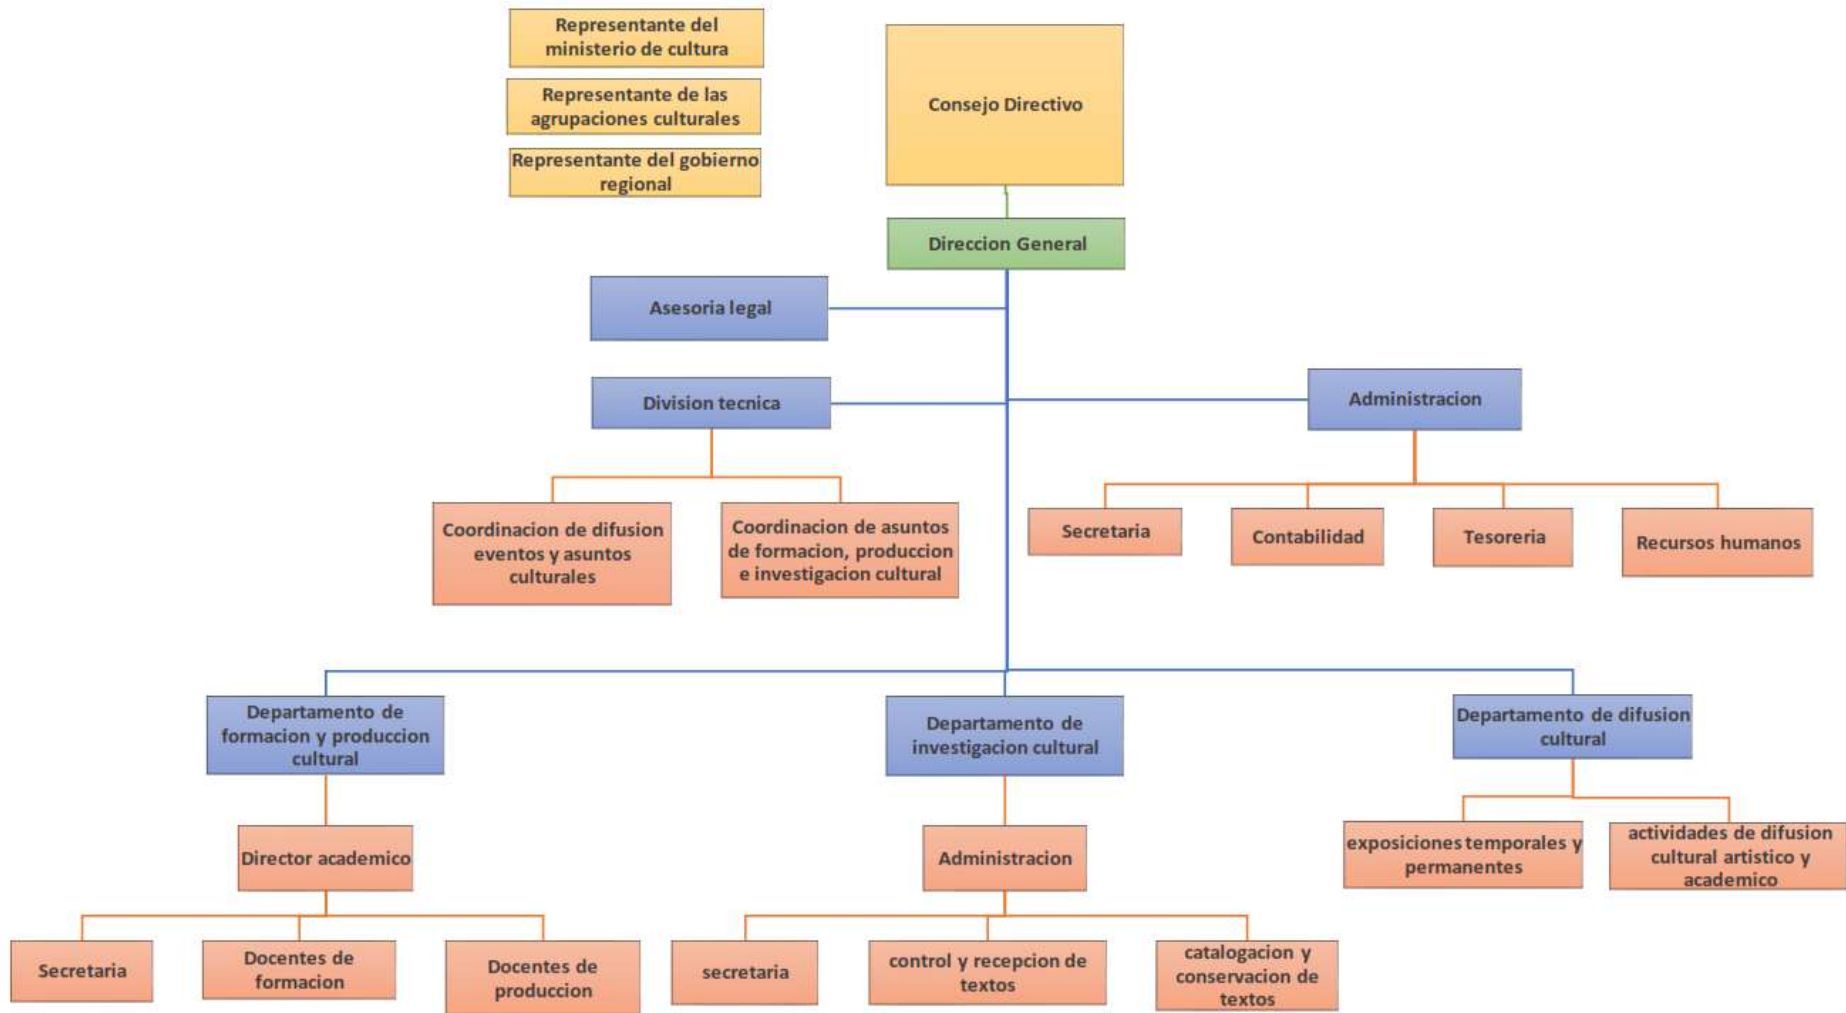 Representante del
ministerio de cultura
Representante de las
agrupaciones culturales
Representante del gobierno
regional
Consejo Directivo
Direccion General
Asesoria legal
Division tecnica
Administracion
Coordinacion de difusion
eventos y asuntos
culturales
Coordinacion de asuntos
de formacion, produccion
e investigacion cultural
Secretaria
Contabilidad
Tesoreria
Recursos humanos
Departamento de
formacion y produccion
cultural
Departamento de
investigacion cultural
Departamento de difusion
cultural
Director academico
Administracion
exposiciones temporales y
permanentes
actividades de difusion
cultural artistico y
academico
Secretaria
Docentes de
formacion
Docentes de
produccion
secretaria
control y recepcion de
textos
catalogacion y
conservacion de
textos